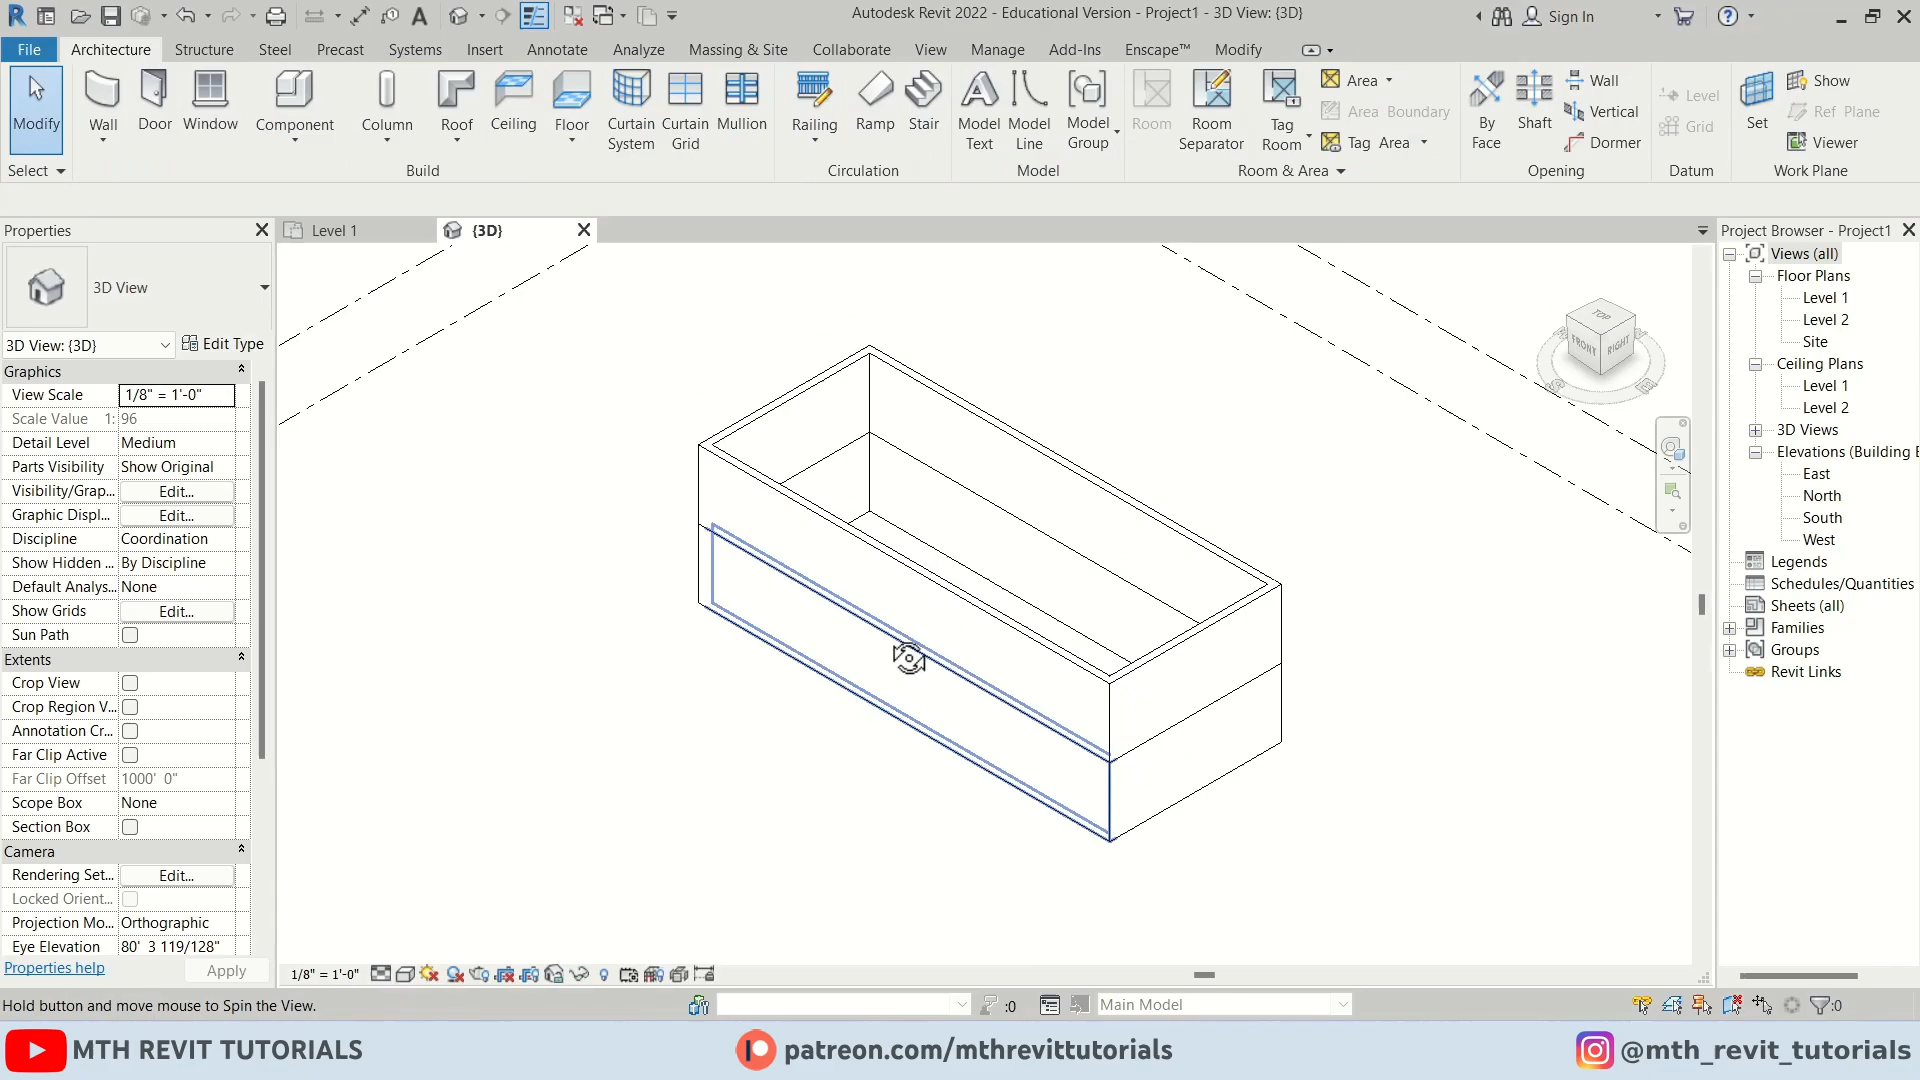 Autodesk Revit 2022 - Educational Version - Project1 - 3D View: {3D}
Sign In
File Architecture Structure Steel Precast Systems Insert Annotate Analyze Massing & Site Collaborate View Manage Add-Ins Enscape™ Modify
Modify
Wall
Door
Window
Component
Column
Roof
Ceiling
Floor
Curtain
System
Curtain
Grid
Mullion
Railing
Ramp
Stair
Model
Text
Model
Line
Model
Group
Room
Room
Separator
Tag
Room
Area
Area Boundary
Tag Area
By
Face
Shaft
Wall
Vertical
Dormer
Level
Grid
Set
Show
Ref Plane
Viewer
Select
Build
Circulation
Model
Room & Area
Opening
Datum
Work Plane
Properties
3D View
3D View: {3D}
Edit Type
Graphics
View Scale 1/8" = 1'-0"
Scale Value 1: 96
Detail Level Medium
Parts Visibility Show Original
Visibility/Grap... Edit...
Graphic Displ... Edit...
Discipline Coordination
Show Hidden ... By Discipline
Default Analys... None
Show Grids Edit...
Sun Path
Extents
Crop View
Crop Region V...
Annotation Cr...
Far Clip Active
Far Clip Offset 1000' 0"
Scope Box None
Section Box
Camera
Rendering Set... Edit...
Locked Orient...
Projection Mo... Orthographic
Eye Elevation 80' 3 119/128"
Properties help
Apply
Level 1
{3D}
TOP
FRONT
RIGHT
Project Browser - Project1
Views (all)
Floor Plans
Level 1
Level 2
Site
Ceiling Plans
Level 1
Level 2
3D Views
Elevations (Building E
East
North
South
West
Legends
Schedules/Quantities
Sheets (all)
Families
Groups
Revit Links
1/8" = 1'-0"
Hold button and move mouse to Spin the View.
:0
Main Model
:0
MTH REVIT TUTORIALS
patreon.com/mthrevittutorials
@mth_revit_tutorials